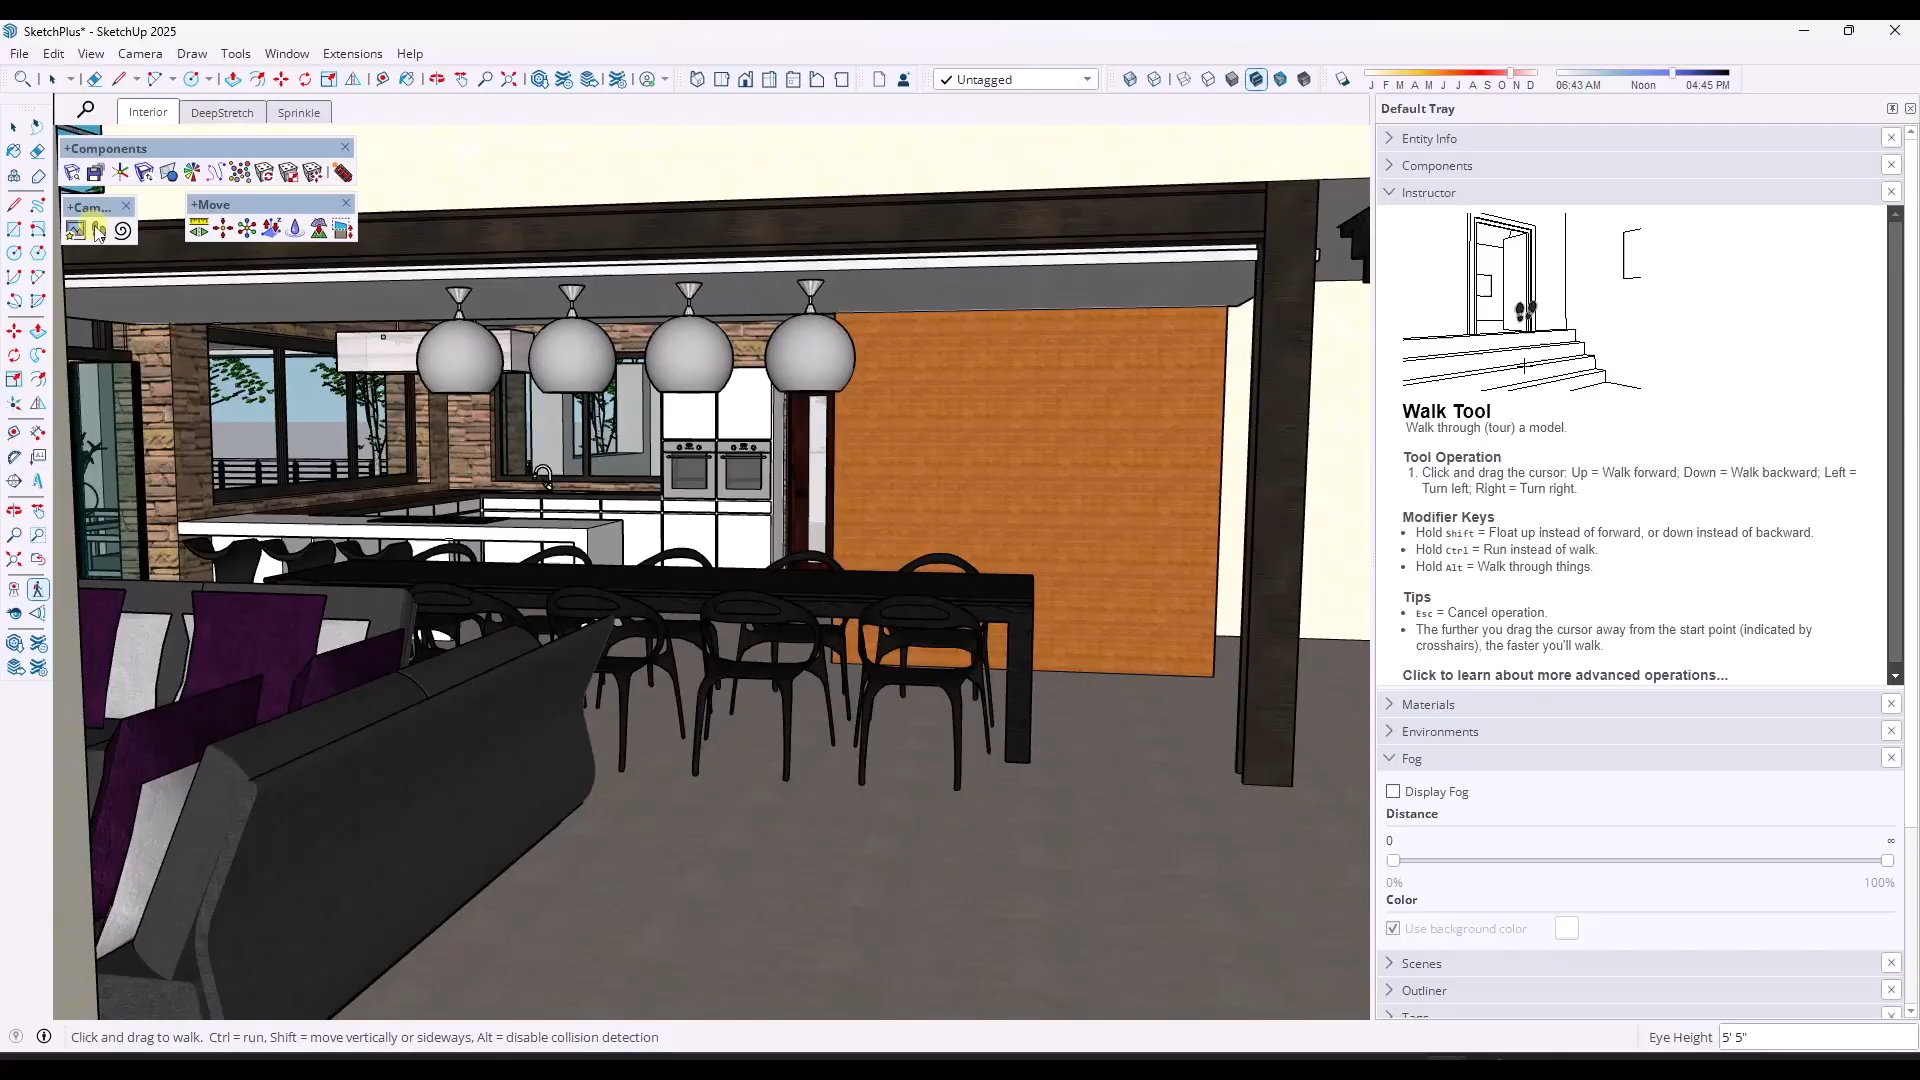 SketchPlus* - SketchUp 2025
File Edit View Camera Draw Tools Window Extensions Help
Untagged
J F M A M J J A S O N D
06:43 AM Noon 04:45 PM
Interior DeepStretch Sprinkle
Default Tray
+Components
Entity Info
Components
Instructor
+Cam...
+Move
Walk Tool
Walk through (tour) a model.
Tool Operation
1. Click and drag the cursor: Up = Walk forward; Down = Walk backward; Left =
Turn left; Right = Turn right.
Modifier Keys
• Hold Shift = Float up instead of forward, or down instead of backward.
• Hold Ctrl = Run instead of walk.
• Hold Alt = Walk through things.
Tips
• Esc = Cancel operation.
• The further you drag the cursor away from the start point (indicated by
crosshairs), the faster you'll walk.
Click to learn about more advanced operations...
Materials
Environments
Fog
Display Fog
Distance
0 ∞
0% 100%
Color
Use background color
Scenes
Outliner
Tags
Click and drag to walk. Ctrl = run, Shift = move vertically or sideways, Alt = disable collision detection
Eye Height 5' 5"